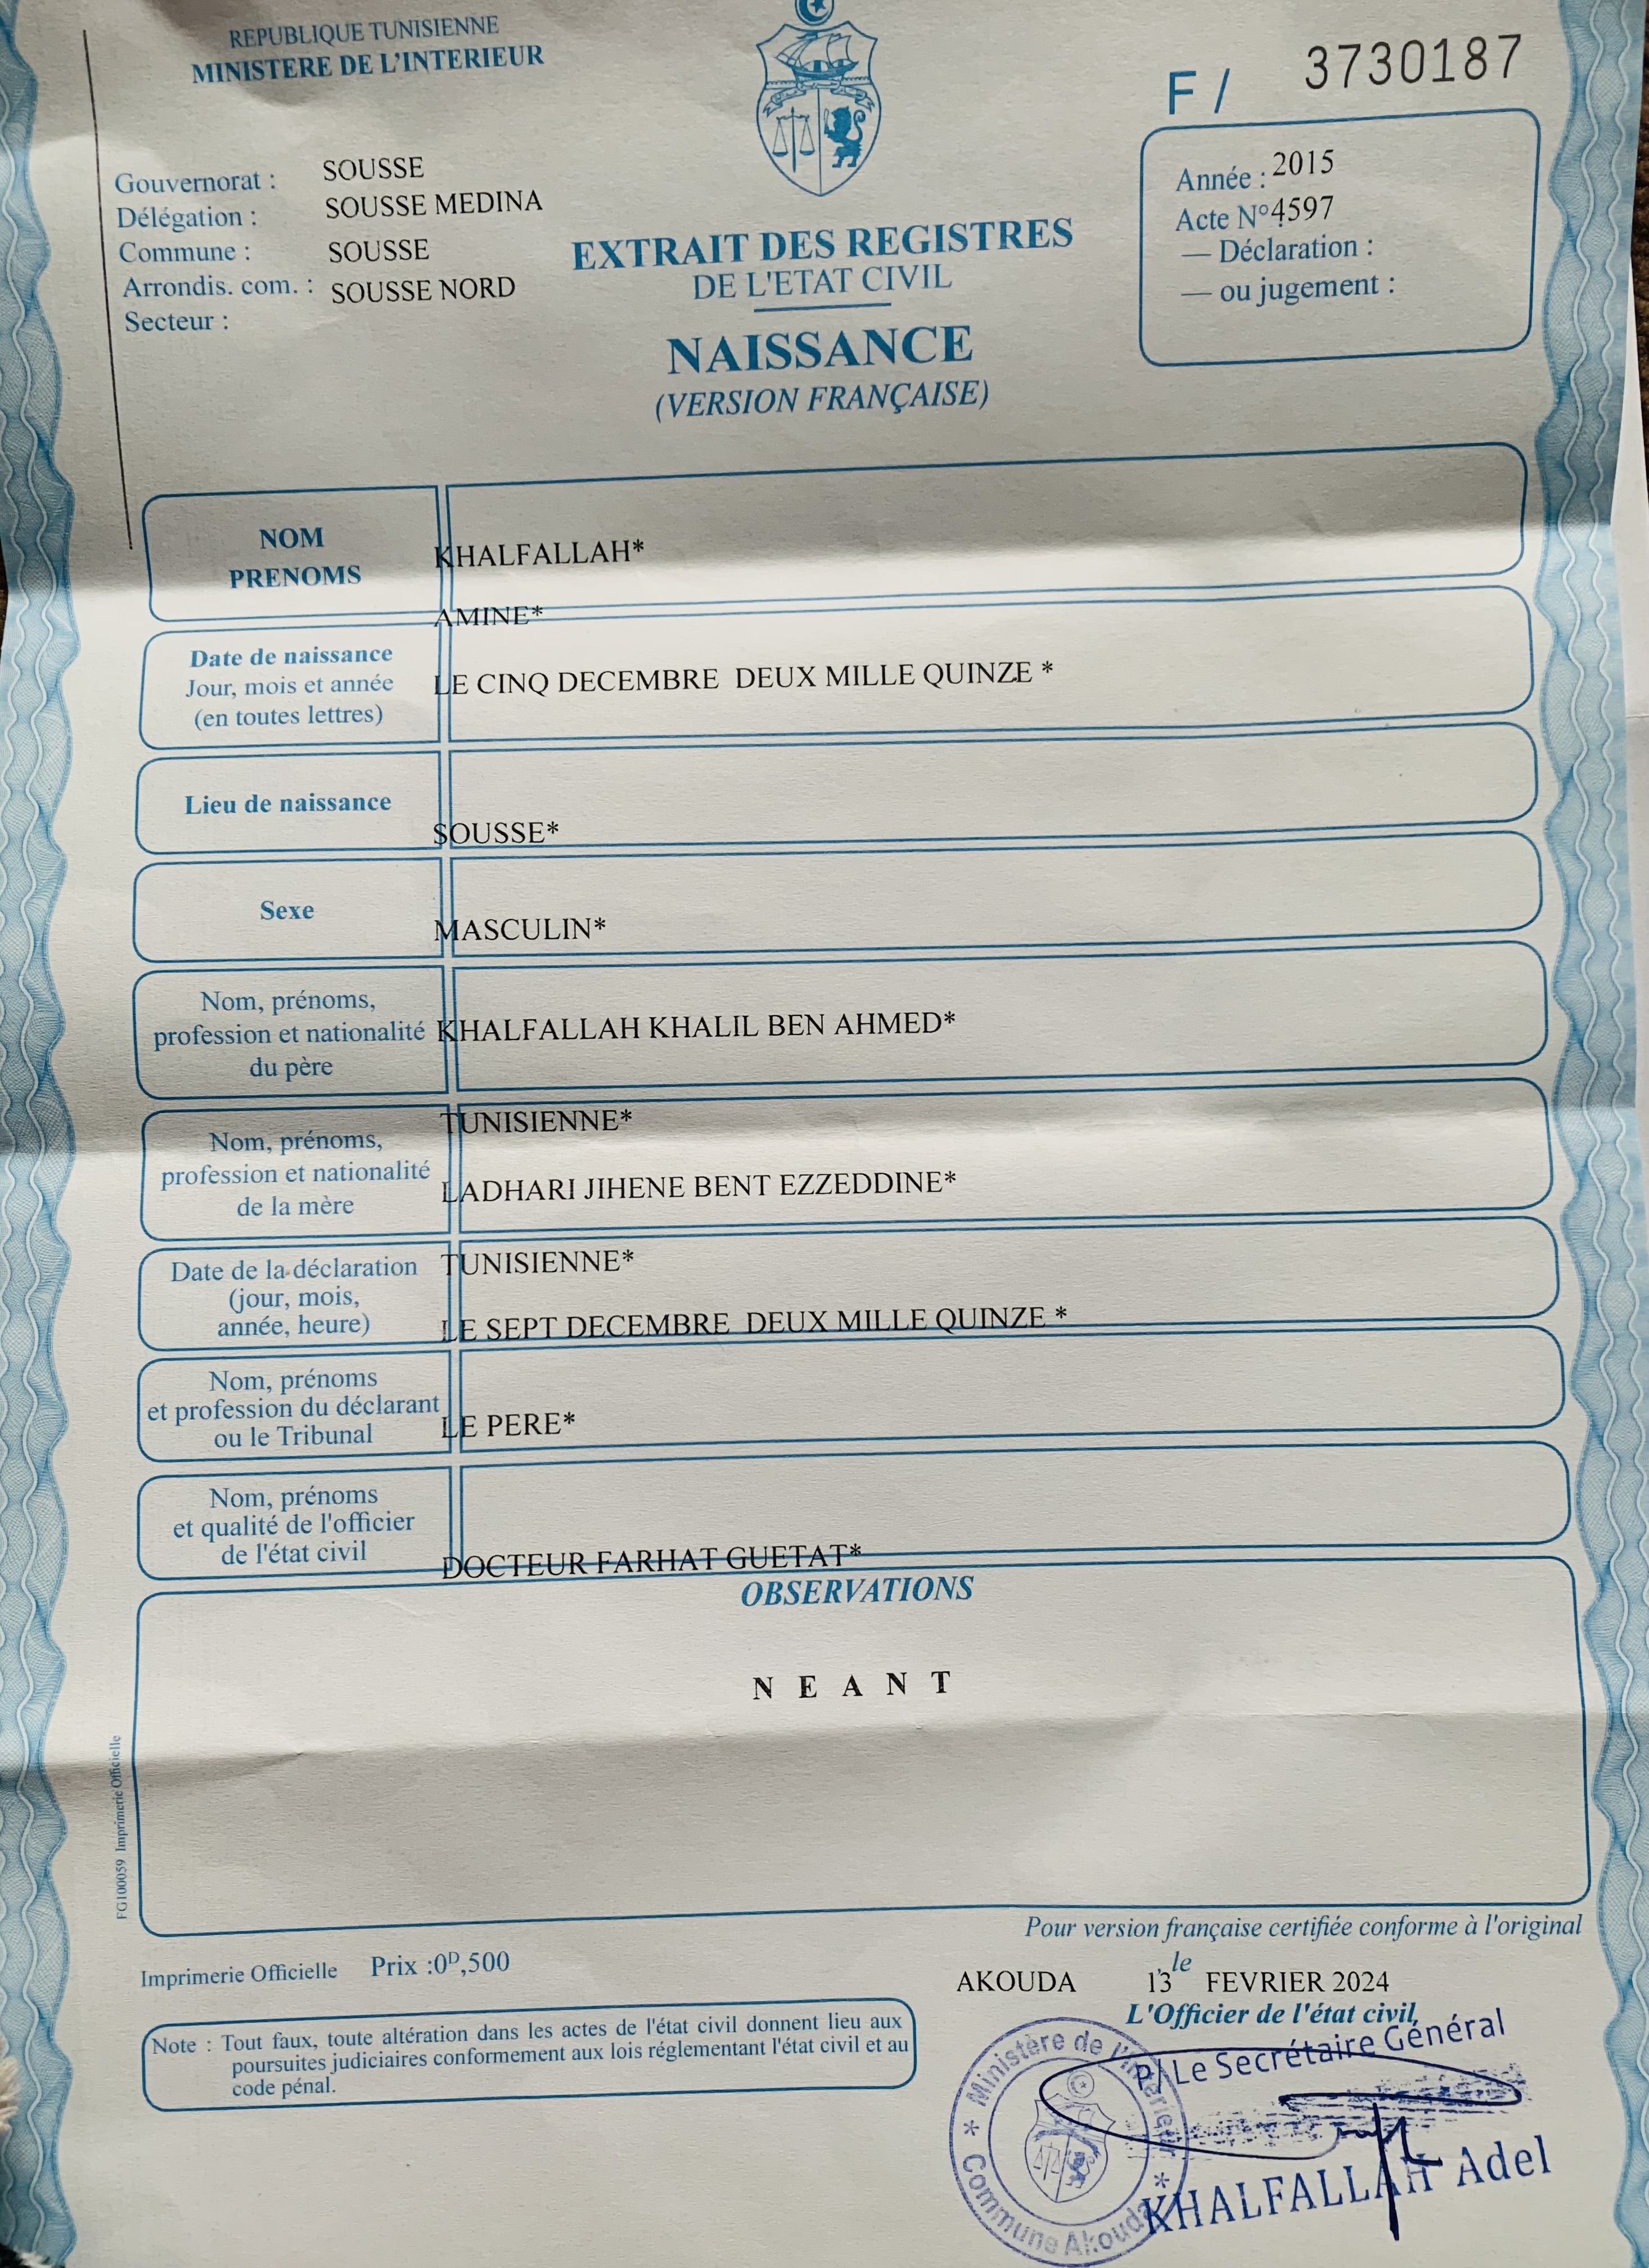 REPUBLIQUE TUNISIENNE
MINISTERE DE L'INTERIEUR
F / 3730187
Gouvernorat : SOUSSE
Délégation : SOUSSE MEDINA
Commune : SOUSSE
Arrondis. com. : SOUSSE NORD
Secteur :
EXTRAIT DES REGISTRES
DE L'ETAT CIVIL
NAISSANCE
(VERSION FRANÇAISE)
Année : 2015
Acte N° 4597
— Déclaration :
— ou jugement :
NOM
PRENOMS
KHALFALLAH*
AMINE*
Date de naissance
Jour, mois et année
(en toutes lettres)
LE CINQ DECEMBRE DEUX MILLE QUINZE *
Lieu de naissance
SOUSSE*
Sexe
MASCULIN*
Nom, prénoms,
profession et nationalité
du père
KHALFALLAH KHALIL BEN AHMED*
TUNISIENNE*
Nom, prénoms,
profession et nationalité
de la mère
LADHARI JIHENE BENT EZZEDDINE*
TUNISIENNE*
Date de la déclaration
(jour, mois,
année, heure)
LE SEPT DECEMBRE DEUX MILLE QUINZE *
Nom, prénoms
et profession du déclarant
ou le Tribunal
LE PERE*
Nom, prénoms
et qualité de l'officier
de l'état civil
DOCTEUR FARHAT GUETAT*
OBSERVATIONS
N E A N T
FG100059 Imprimerie Officielle
Pour version française certifiée conforme à l'original
Imprimerie Officielle Prix :0D,500
AKOUDA , le 13 FEVRIER 2024
L'Officier de l'état civil,
Note : Tout faux, toute altération dans les actes de l'état civil donnent lieu aux
poursuites judiciaires conformement aux lois réglementant l'état civil et au
code pénal.
P/ Le Secrétaire Général
KHALFALLAH Adel
* Ministère de l'Intérieur * Commune Akouda